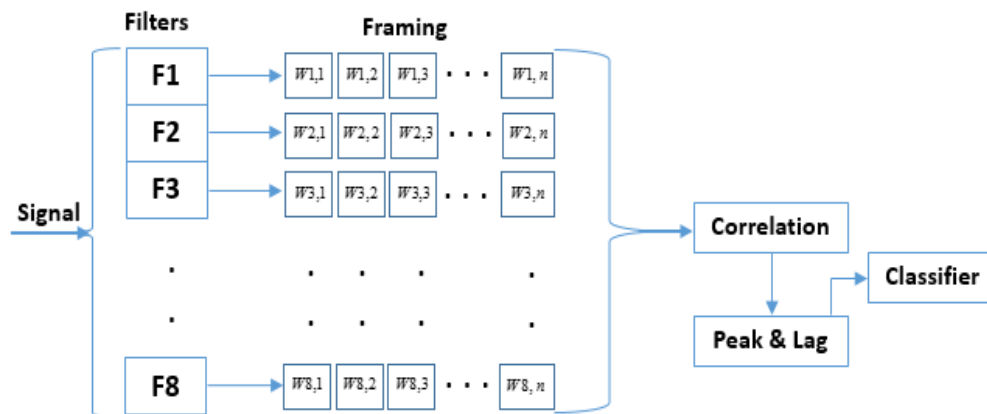 Filters
Framing
F1
W1,1 W1,2 W1,3 · · · W1, n
F2
W2,1 W2,2 W2,3 · · · W2, n
F3
W3,1 W3,2 W3,3 · · · W3, n
Signal
Correlation
Classifier
Peak & Lag
F8
W8,1 W8,2 W8,3 · · · W8, n